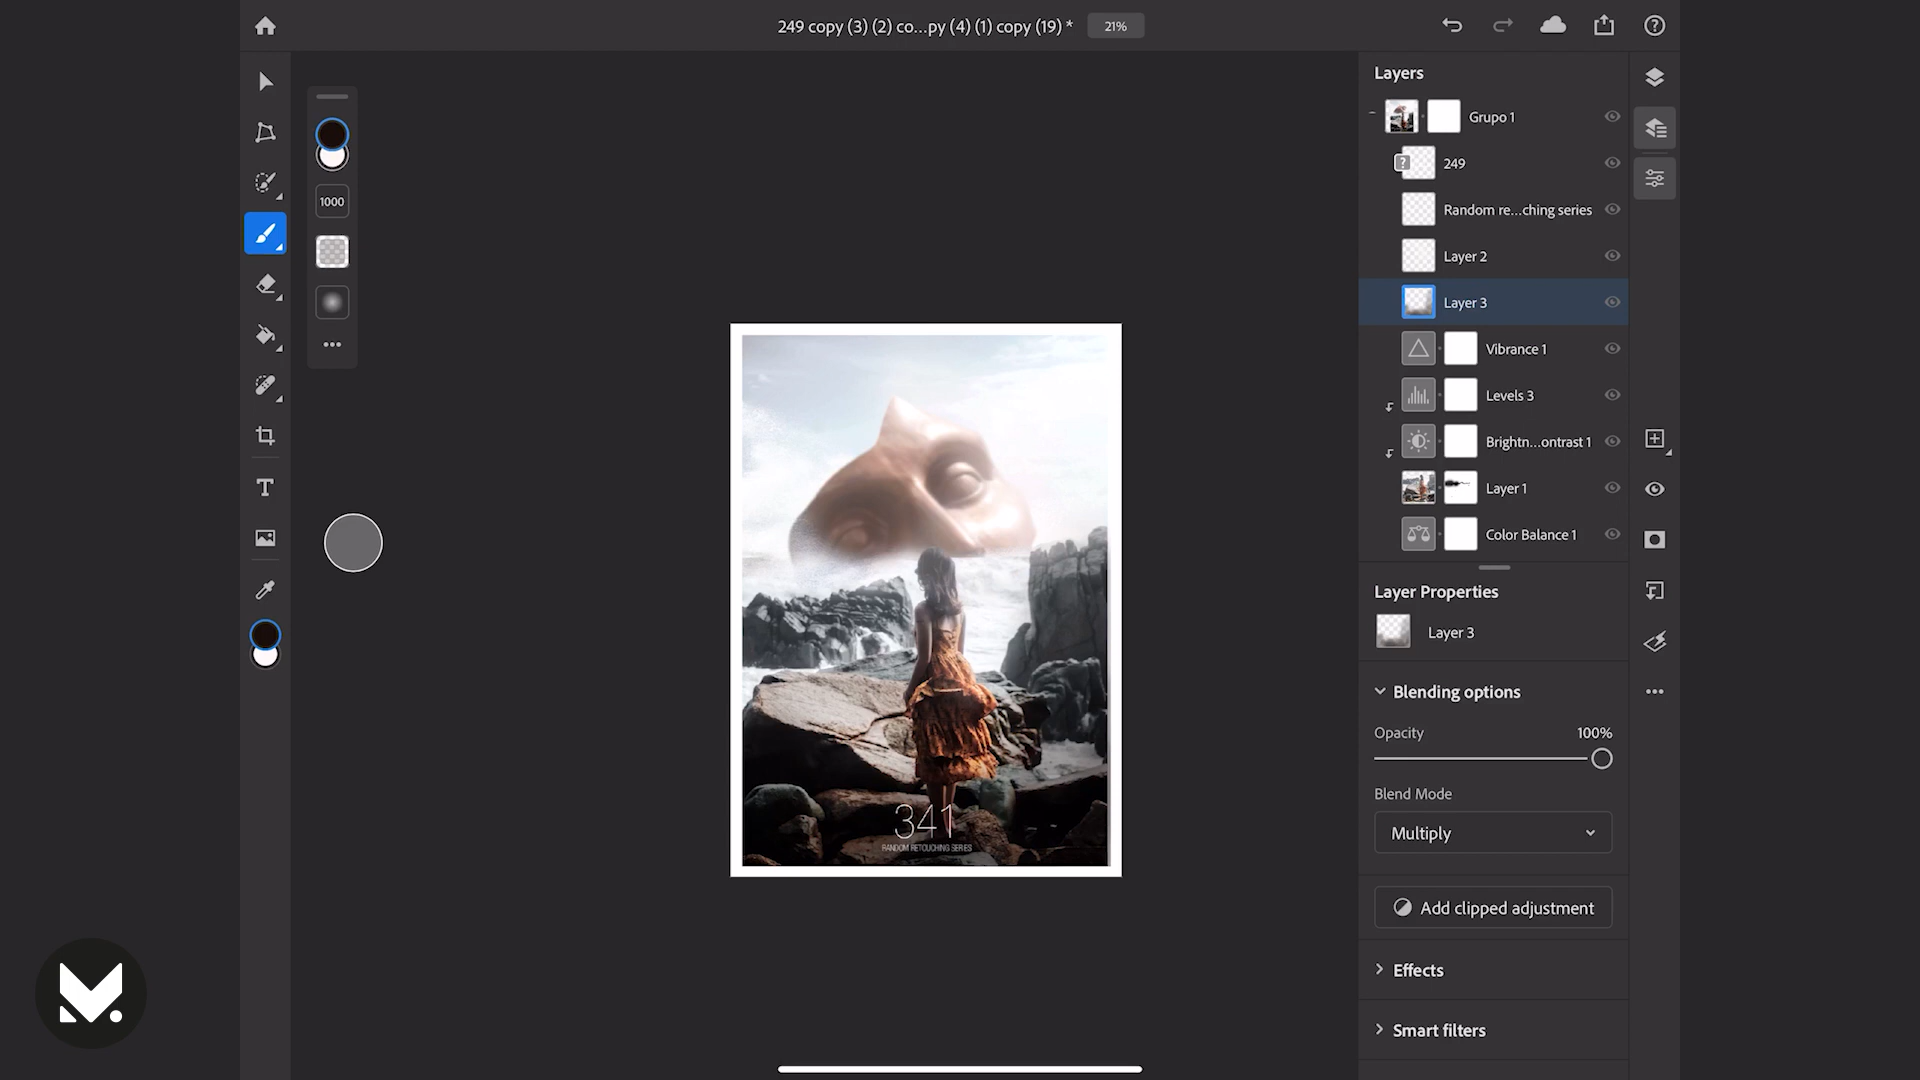 249 copy (3) (2) co...py (4) (1) copy (19) *
21%
1000
Layers
Grupo 1
249
Random re...ching series
Layer 2
Layer 3
Vibrance 1
Levels 3
Brightn...ontrast 1
Layer 1
Color Balance 1
Layer Properties
Layer 3
Blending options
Opacity
100%
Blend Mode
Multiply
Add clipped adjustment
Effects
Smart filters
341
RANDOM RETOUCHING SERIES